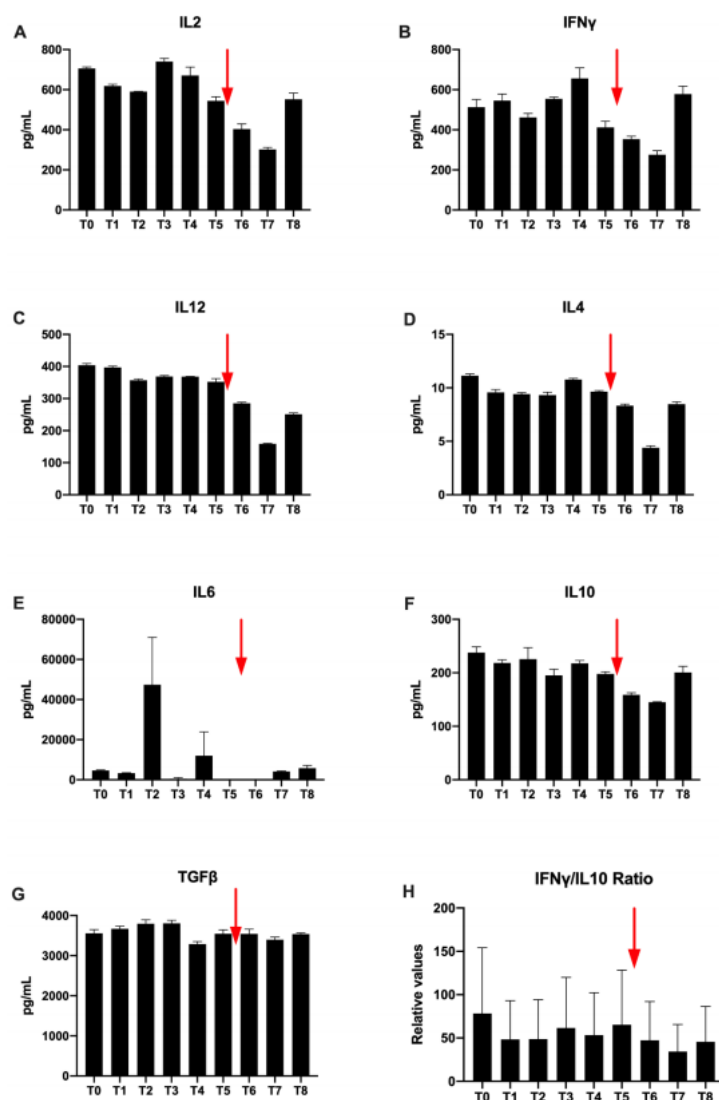 A
IL2
pg/mL
800
600
400
200
0
T0 T1 T2 T3 T4 T5 T6 T7 T8
B
IFNγ
pg/mL
800
600
400
200
0
T0 T1 T2 T3 T4 T5 T6 T7 T8
C
IL12
pg/mL
500
400
300
200
100
0
T0 T1 T2 T3 T4 T5 T6 T7 T8
D
IL4
pg/mL
15
10
5
0
T0 T1 T2 T3 T4 T5 T6 T7 T8
E
IL6
pg/mL
80000
60000
40000
20000
0
T0 T1 T2 T3 T4 T5 T6 T7 T8
F
IL10
pg/mL
300
200
100
0
T0 T1 T2 T3 T4 T5 T6 T7 T8
G
TGFβ
pg/mL
4000
3000
2000
1000
0
T0 T1 T2 T3 T4 T5 T6 T7 T8
H
IFNγ/IL10 Ratio
Relative values
200
150
100
50
0
T0 T1 T2 T3 T4 T5 T6 T7 T8